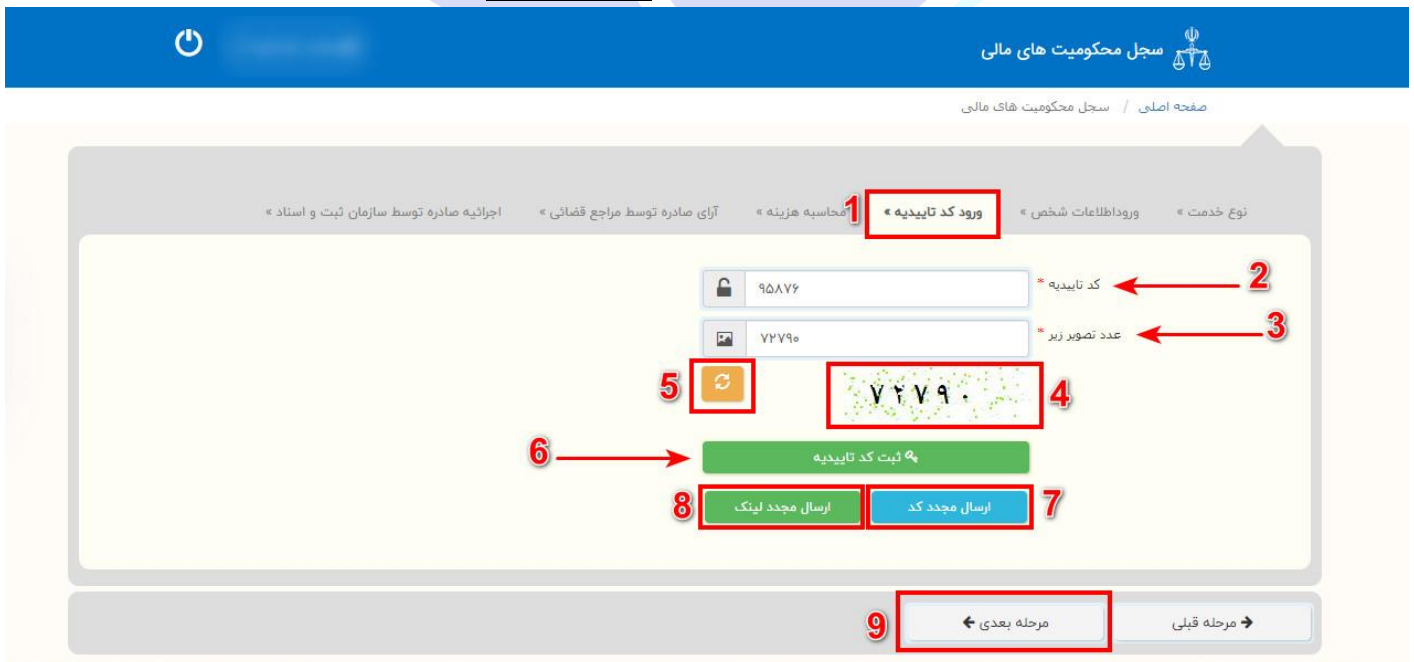 سجل محکومیت های مالی
صفحه اصلی / سجل محکومیت های مالی
نوع خدمت » وروداطلاعات شخص » ورود کد تاییدیه » 1 محاسبه هزینه » آرای صادره توسط مراجع قضائی » اجرائیه صادره توسط سازمان ثبت و اسناد »
کد تاییدیه * ۹۵۸۷۶ 2
عدد تصویر زیر * ۷۲۷۹۰ 3
۷۲۷۹۰ 4 5
ثبت کد تاییدیه 6
ارسال مجدد کد 7 ارسال مجدد لینک 8
مرحله قبلی مرحله بعدی 9